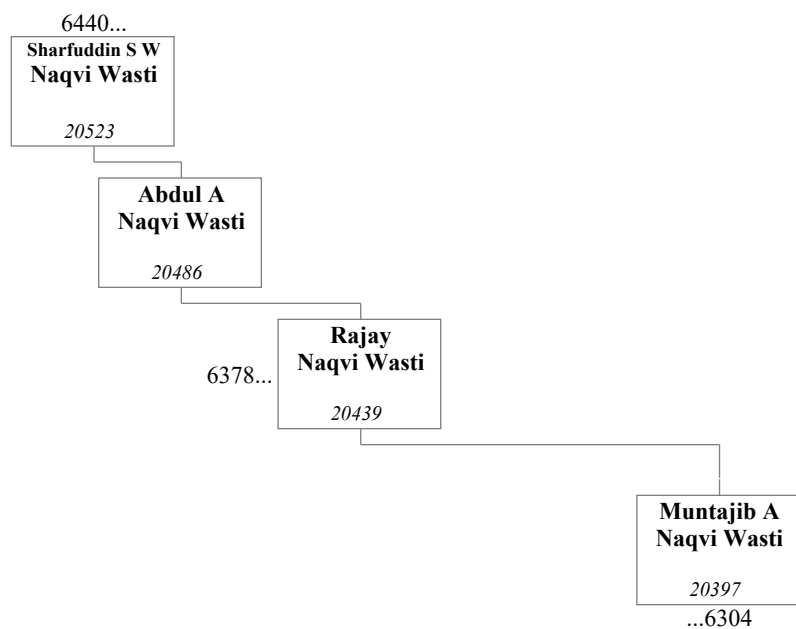 6440...
Sharfuddin S W
Naqvi Wasti
20523
Abdul A
Naqvi Wasti
20486
Rajay
Naqvi Wasti
6378...
20439
Muntajib A
Naqvi Wasti
20397
...6304